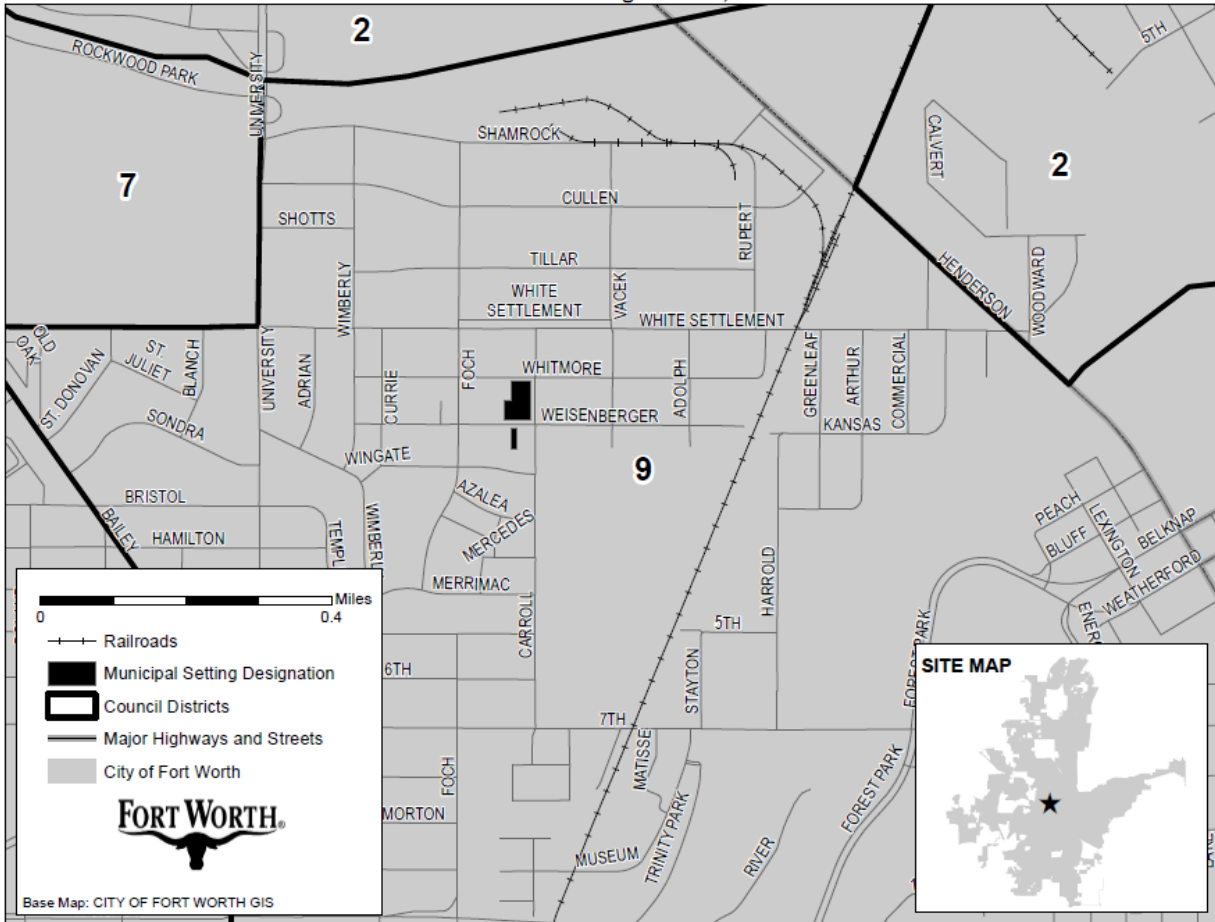 2
5TH
ROCKWOOD PARK
UNIVERSITY
SHAMROCK
CALVERT
7
2
CULLEN
SHOTTS
RUPERT
TILLAR
WIMBERLY
HENDERSON
WOODWARD
WHITE
SETTLEMENT
VACEK
WHITE SETTLEMENT
OLD
OAK
ST.
JULIET
BLANCH
ST. DONOVAN
UNIVERSITY
ADRIAN
FOCH
WHITMORE
CURRIE
ADOLPH
GREENLEAF
ARTHUR
COMMERCIAL
SONDRA
WEISENBERGER
KANSAS
WINGATE
9
BRISTOL
AZALEA
PEACH
BAILEY
HAMILTON
TEMPL
WIMBERL
MERCEDES
BLUFF
LEXINGTON
BELKNAP
WEATHERFORD
MERRIMAC
HARROLD
CARROLL
5TH
FOREST PARK
ENERG
6TH
STAYTON
7TH
MATISSE
FOCH
TRINITY PARK
FOREST PARK
MORTON
MUSEUM
RIVER
Miles
0
0.4
Railroads
Municipal Setting Designation
Council Districts
Major Highways and Streets
City of Fort Worth
FORT WORTH®
Base Map: CITY OF FORT WORTH GIS
SITE MAP